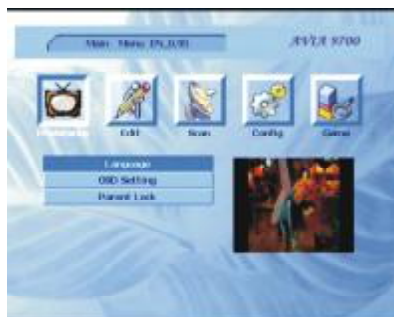 Main Menu
AVIA 9700
Edit
Scan
Config
Game
Language
OSD Setting
Parent Lock